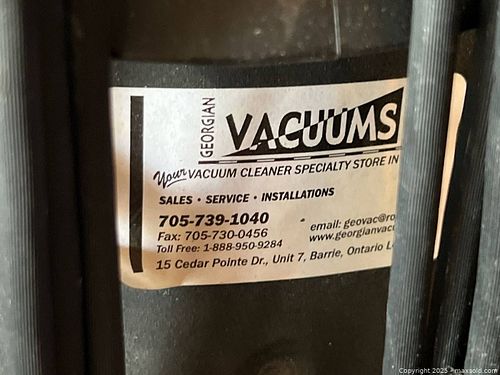 GEORGIAN
VACUUMS
Your VACUUM CLEANER SPECIALTY STORE IN
SALES • SERVICE • INSTALLATIONS
705-739-1040
Fax: 705-730-0456
Toll Free: 1-888-950-9284
email: geovac@ro
www.georgianvac
15 Cedar Pointe Dr., Unit 7, Barrie, Ontario L
Copyright 2025 - maxsold.com